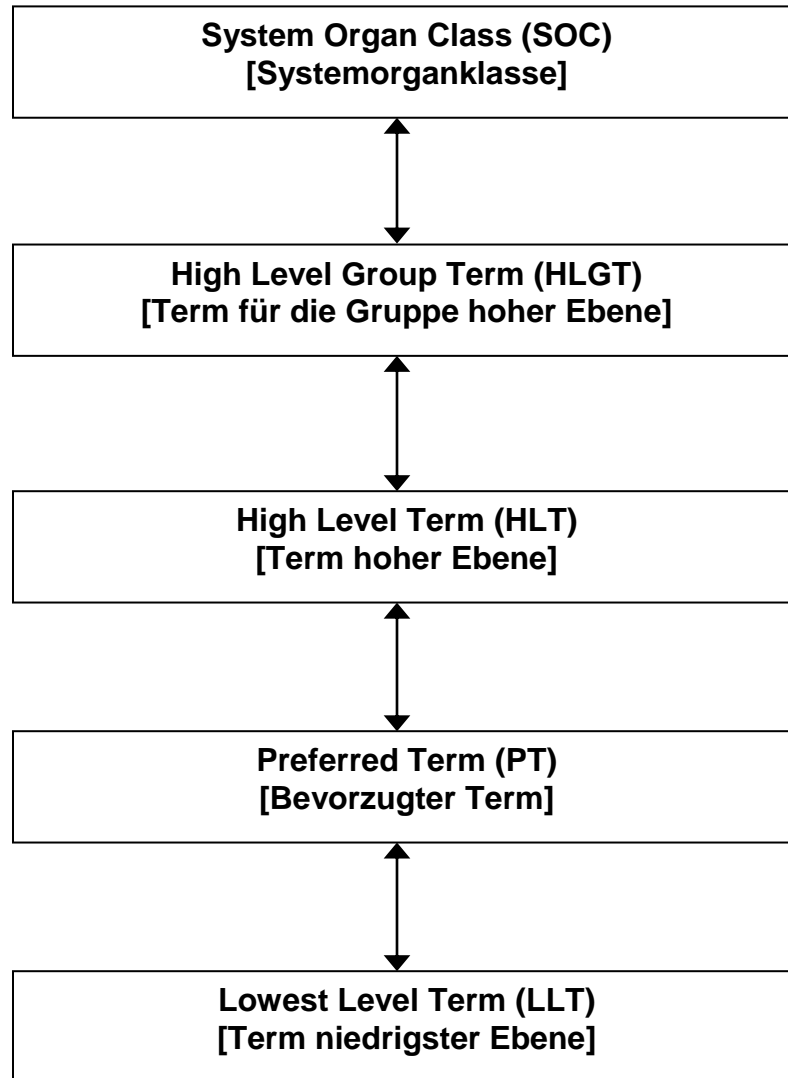 System Organ Class (SOC)
[Systemorganklasse]
High Level Group Term (HLGT)
[Term für die Gruppe hoher Ebene]
High Level Term (HLT)
[Term hoher Ebene]
Preferred Term (PT)
[Bevorzugter Term]
Lowest Level Term (LLT)
[Term niedrigster Ebene]